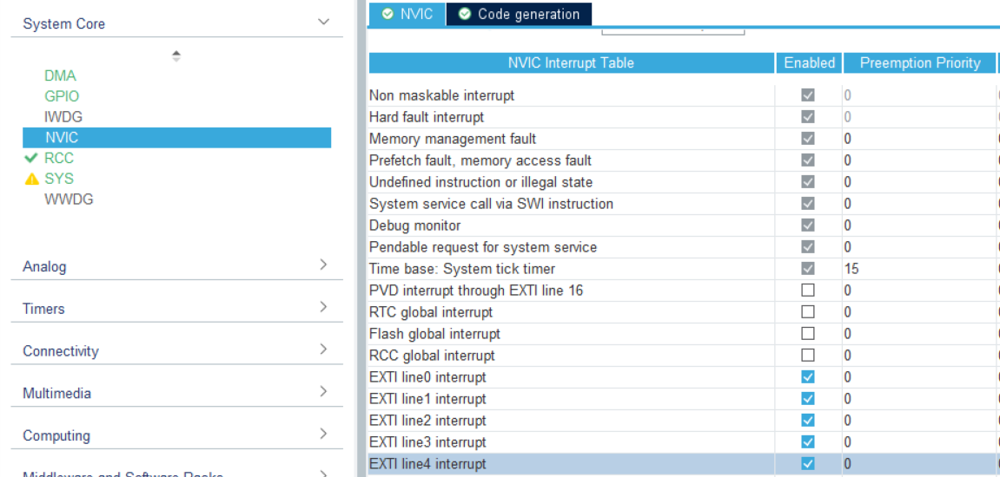 System Core
DMA
GPIO
IWDG
NVIC
RCC
SYS
WWDG
Analog
Timers
Connectivity
Multimedia
Computing
Middleware and Software Packs
NVIC Code generation
NVIC Interrupt Table Enabled Preemption Priority
Non maskable interrupt 0
Hard fault interrupt 0
Memory management fault 0
Prefetch fault, memory access fault 0
Undefined instruction or illegal state 0
System service call via SWI instruction 0
Debug monitor 0
Pendable request for system service 0
Time base: System tick timer 15
PVD interrupt through EXTI line 16 0
RTC global interrupt 0
Flash global interrupt 0
RCC global interrupt 0
EXTI line0 interrupt 0
EXTI line1 interrupt 0
EXTI line2 interrupt 0
EXTI line3 interrupt 0
EXTI line4 interrupt 0